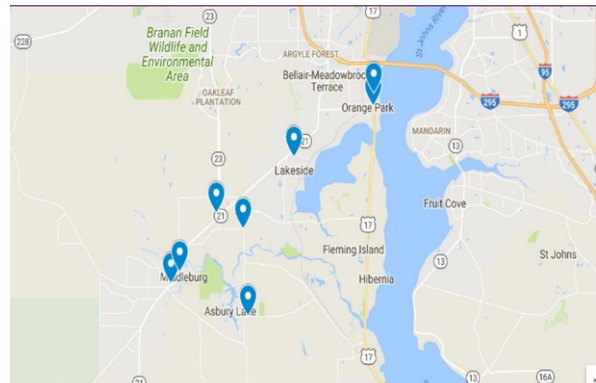 23
17
228
Branan Field
Wildlife and
Environmental
Area
St Johns River
1
ARGYLE FOREST
95
Bellair-Meadowbrook
Terrace
OAKLEAF
PLANTATION
295
295
Orange Park
MANDARIN
21
13
23
Lakeside
Fruit Cove
21
17
Fleming Island
St Johns
13
Middleburg
Hibernia
Asbury Lake
17
21
13
16A